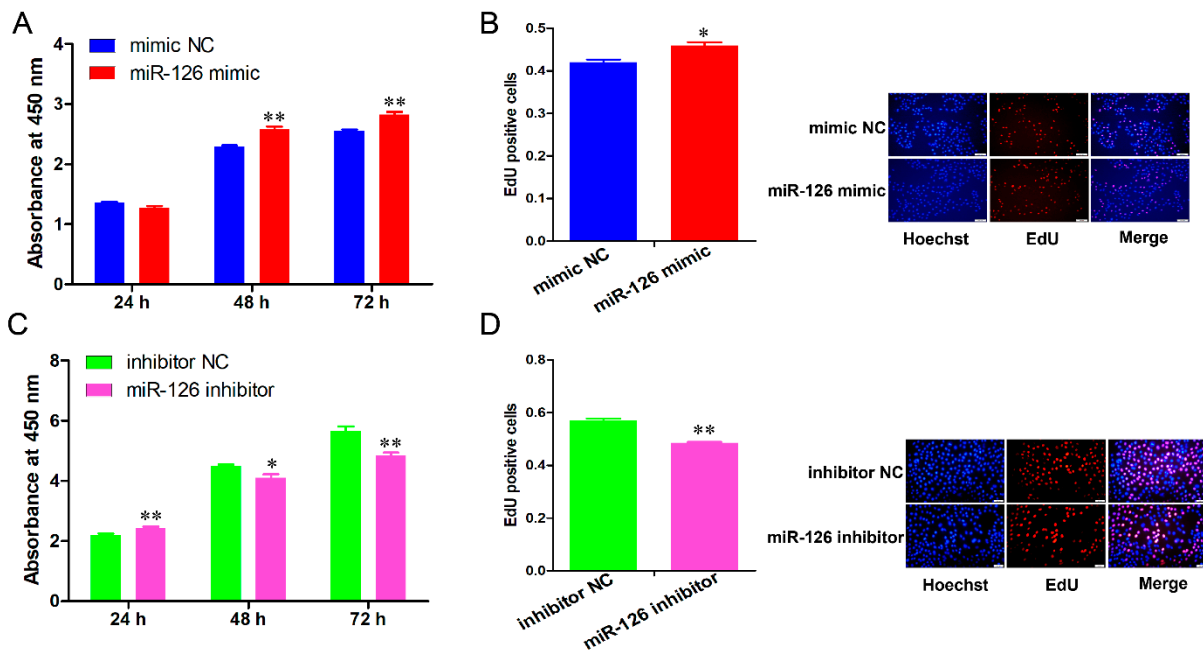 A
mimic NC
miR-126 mimic
Absorbance at 450 nm
4
3
2
1
0
**
**
24 h
48 h
72 h
B
EdU positive cells
0.5
0.4
0.3
0.2
0.1
0.0
*
mimic NC
miR-126 mimic
mimic NC
miR-126 mimic
Hoechst
EdU
Merge
C
inhibitor NC
miR-126 inhibitor
Absorbance at 450 nm
8
6
4
2
0
**
*
**
24 h
48 h
72 h
D
EdU positive cells
0.8
0.6
0.4
0.2
0.0
**
inhibitor NC
miR-126 inhibitor
inhibitor NC
miR-126 inhibitor
Hoechst
EdU
Merge